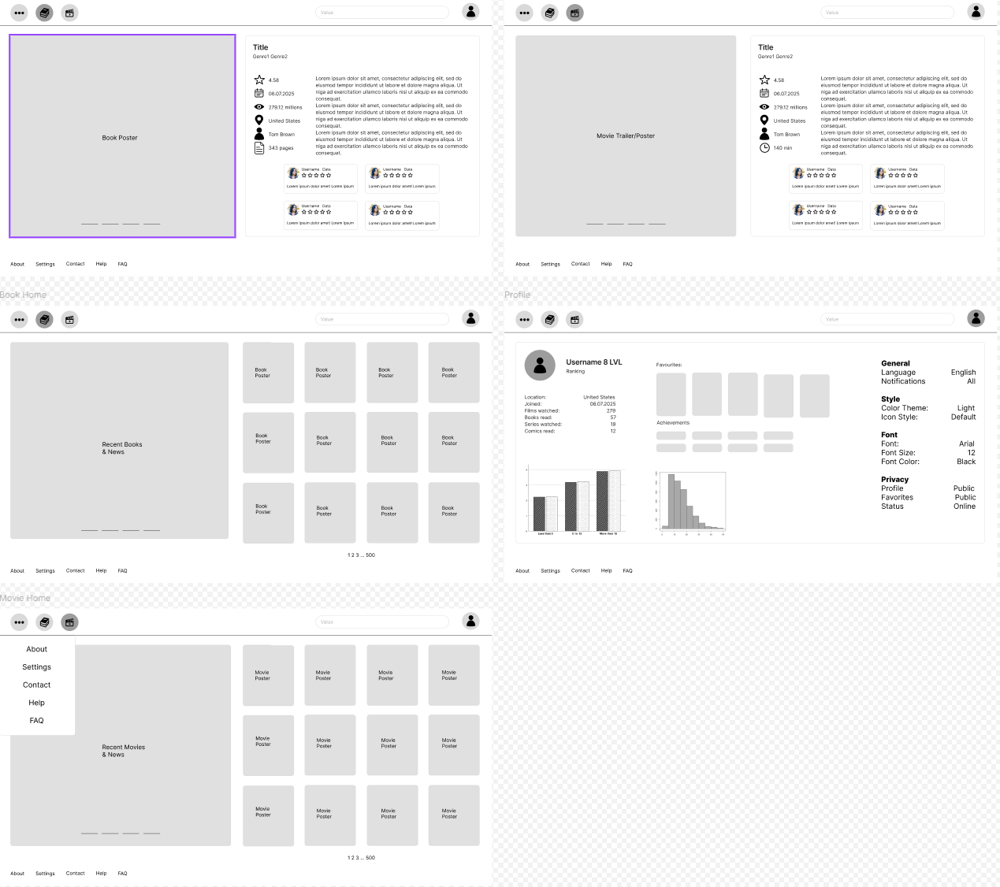 Value
Book Poster
Title
Genre1 Genre2
4.58
06.07.2025
279.12 millions
United States
Tom Brown
343 pages
Lorem ipsum dolor sit amet, consectetur adipiscing elit, sed do
eiusmod tempor incididunt ut labore et dolore magna aliqua. Ut
niga ad exercitation ullamco laboris nisi ut aliquip ex ea commodo
consequat.
Lorem ipsum dolor sit amet, consectetur adipiscing elit, sed do
eiusmod tempor incididunt ut labore et dolore magna aliqua. Ut
niga ad exercitation ullamco laboris nisi ut aliquip ex ea commodo
consequat.
Lorem ipsum dolor sit amet, consectetur adipiscing elit, sed do
eiusmod tempor incididunt ut labore et dolore magna aliqua. Ut
niga ad exercitation ullamco laboris nisi ut aliquip ex ea commodo
consequat.
Username Data
Lorem ipsum dolor amet! Lorem ipsum
Username Data
Lorem ipsum dolor amet! Lorem ipsum
Username Data
Lorem ipsum dolor amet! Lorem ipsum
Username Data
Lorem ipsum dolor amet! Lorem ipsum
About Settings Contact Help FAQ
Value
Movie Trailer/Poster
Title
Genre1 Genre2
4.58
06.07.2025
279.12 millions
United States
Tom Brown
140 min
Lorem ipsum dolor sit amet, consectetur adipiscing elit, sed do
eiusmod tempor incididunt ut labore et dolore magna aliqua. Ut
niga ad exercitation ullamco laboris nisi ut aliquip ex ea commodo
consequat.
Lorem ipsum dolor sit amet, consectetur adipiscing elit, sed do
eiusmod tempor incididunt ut labore et dolore magna aliqua. Ut
niga ad exercitation ullamco laboris nisi ut aliquip ex ea commodo
consequat.
Lorem ipsum dolor sit amet, consectetur adipiscing elit, sed do
eiusmod tempor incididunt ut labore et dolore magna aliqua. Ut
niga ad exercitation ullamco laboris nisi ut aliquip ex ea commodo
consequat.
Username Data
Lorem ipsum dolor amet! Lorem ipsum
Username Data
Lorem ipsum dolor amet! Lorem ipsum
Username Data
Lorem ipsum dolor amet! Lorem ipsum
Username Data
Lorem ipsum dolor amet! Lorem ipsum
About Settings Contact Help FAQ
Book Home
Value
Recent Books
& News
Book
Poster
Book
Poster
Book
Poster
Book
Poster
Book
Poster
Book
Poster
Book
Poster
Book
Poster
Book
Poster
Book
Poster
Book
Poster
Book
Poster
1 2 3 ... 500
About Settings Contact Help FAQ
Profile
Value
Username 8 LVL
Ranking
Location: United States
Joined: 06.07.2025
Films watched: 279
Books read: 57
Series watched: 19
Comics read: 12
Favourites:
Achievements
Less than 5 5 to 15 More than 15
General
Language English
Notifications All
Style
Color Theme: Light
Icon Style: Default
Font
Font: Arial
Font Size: 12
Font Color: Black
Privacy
Profile Public
Favorites Public
Status Online
About Settings Contact Help FAQ
Movie Home
Value
About
Settings
Contact
Help
FAQ
Recent Movies
& News
Movie
Poster
Movie
Poster
Movie
Poster
Movie
Poster
Movie
Poster
Movie
Poster
Movie
Poster
Movie
Poster
Movie
Poster
Movie
Poster
Movie
Poster
Movie
Poster
1 2 3 ... 500
About Settings Contact Help FAQ